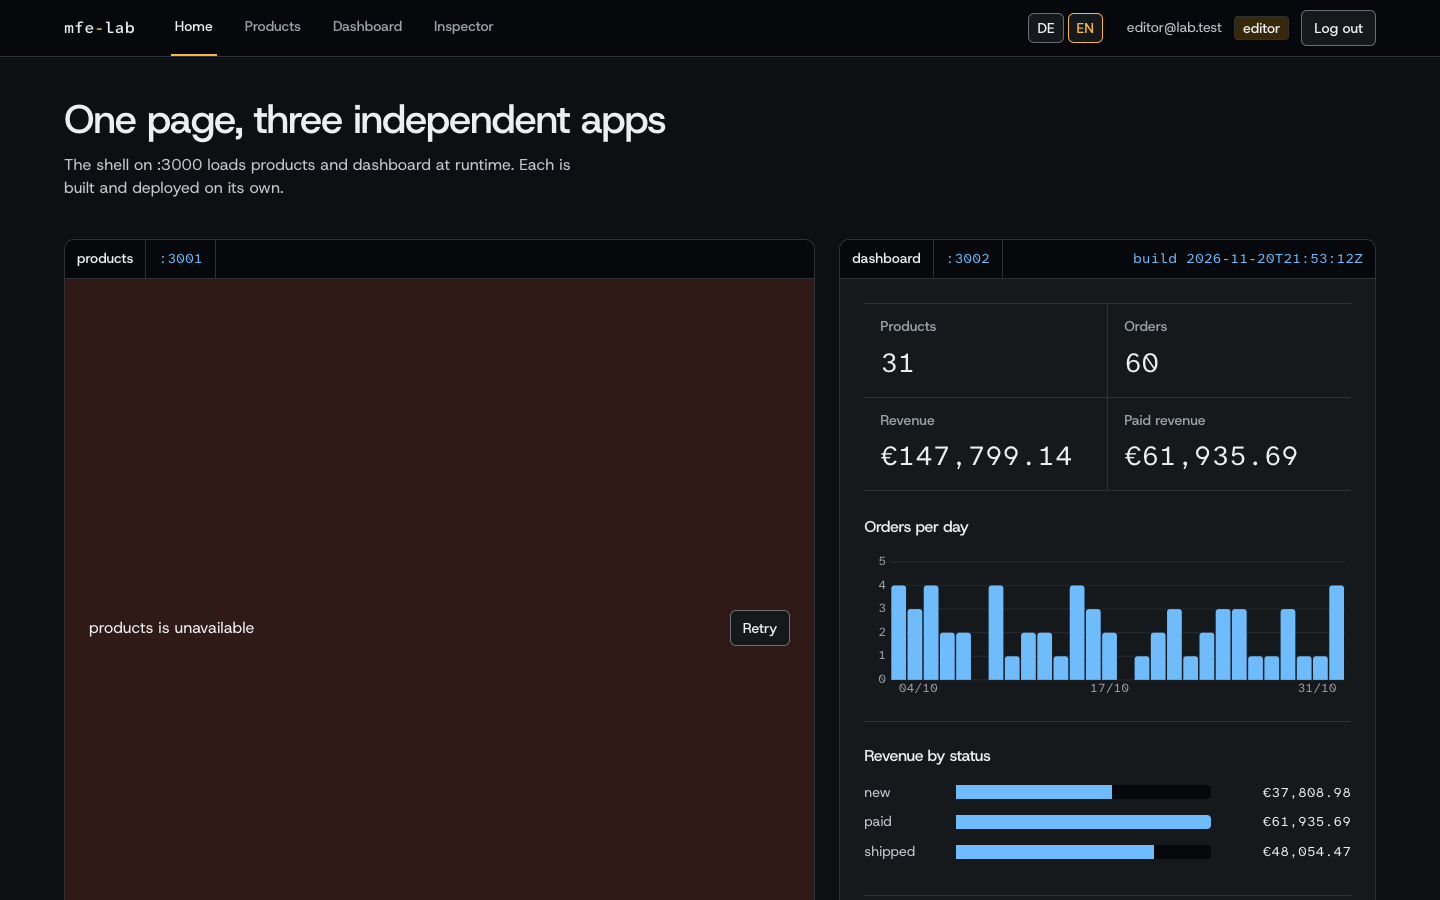 mfe-lab
Home
Products
Dashboard
Inspector
DE
EN
editor@lab.test
editor
Log out
One page, three independent apps
The shell on :3000 loads products and dashboard at runtime. Each is
built and deployed on its own.
products
:3001
products is unavailable
Retry
dashboard
:3002
build 2026-11-20T21:53:12Z
Products
31
Orders
60
Revenue
€147,799.14
Paid revenue
€61,935.69
Orders per day
5
4
3
2
1
0
04/10
17/10
31/10
Revenue by status
new
€37,808.98
paid
€61,935.69
shipped
€48,054.47